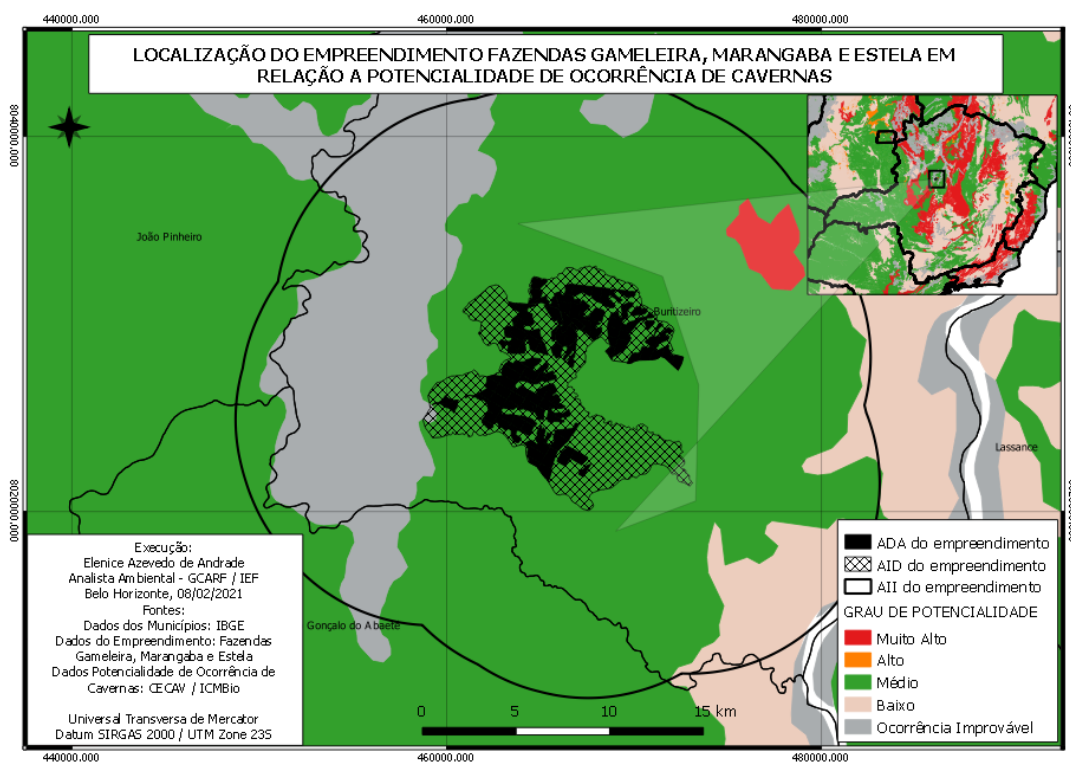 440000.000
460000.000
480000.000
LOCALIZAÇÃO DO EMPREENDIMENTO FAZENDAS GAMELEIRA, MARANGABA E ESTELA EM
RELAÇÃO A POTENCIALIDADE DE OCORRÊNCIA DE CAVERNAS
8040000.000
João Pinheiro
Buritizeiro
Lassance
8020000.000
Gonçalo do Abaeté
Execução:
Elenice Azevedo de Andrade
Analista Ambiental - GCARF / IEF
Belo Horizonte, 08/02/2021
Fontes:
Dados dos Municípios: IBGE
Dados do Empreendimento: Fazendas
Gameleira, Marangaba e Estela
Dados Potencialidade de Ocorrência de
Cavernas: CECAV / ICMBio
Universal Transversa de Mercator
Datum SIRGAS 2000 / UTM Zone 23S
0 5 10 15 km
ADA do empreendimento
AID do empreendimento
AII do empreendimento
GRAU DE POTENCIALIDADE
Muito Alto
Alto
Médio
Baixo
Ocorrência Improvável
440000.000
460000.000
480000.000